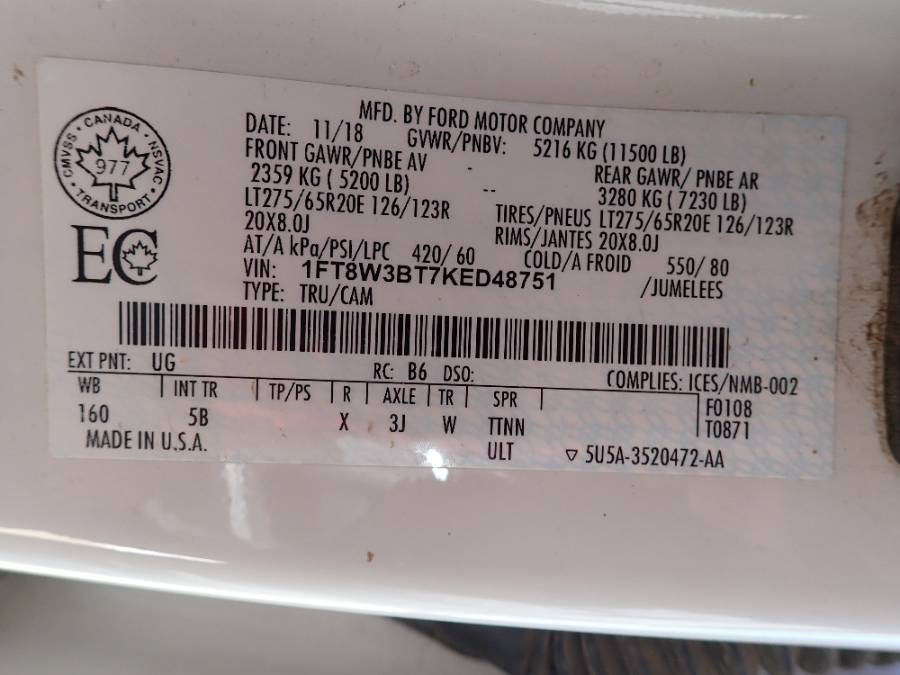 CMVSS · CANADA · NSVAC
977
· TRANSPORT ·
EC
MFD. BY FORD MOTOR COMPANY
DATE: 11/18 GVWR/PNBV: 5216 KG (11500 LB)
FRONT GAWR/PNBE AV - REAR GAWR/ PNBE AR
2359 KG ( 5200 LB) -- 3280 KG ( 7230 LB)
LT275/65R20E 126/123R TIRES/PNEUS LT275/65R20E 126/123R
20X8.0J RIMS/JANTES 20X8.0J
AT/A kPa/PSI/LPC 420/ 60 COLD/A FROID 550/ 80
VIN: 1FT8W3BT7KED48751 /JUMELEES
TYPE: TRU/CAM
EXT PNT: UG RC: B6 DSO: COMPLIES: ICES/NMB-002
WB INT TR TP/PS R AXLE TR SPR F0108
160 5B X 3J W TTNN T0871
MADE IN U.S.A. ULT ▽ 5U5A-3520472-AA